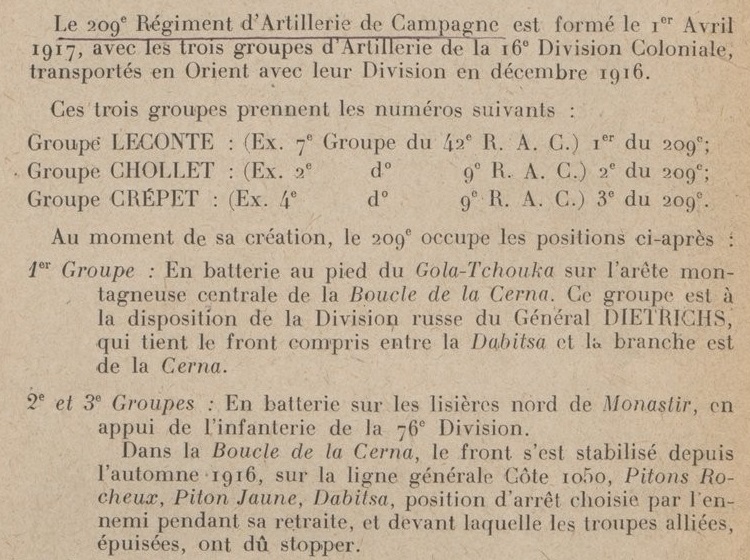 Le 209e Régiment d'Artillerie de Campagne est formé le 1er Avril
1917, avec les trois groupes d'Artillerie de la 16e Division Coloniale,
transportés en Orient avec leur Division en décembre 1916.
Ces trois groupes prennent les numéros suivants :
Groupe LECONTE : (Ex. 7e Groupe du 42e R. A. C.) 1er du 209e;
Groupe CHOLLET : (Ex. 2e do 9e R. A. C.) 2e du 209e;
Groupe CRÉPET : (Ex. 4e do 9e R. A. C.) 3e du 209e.
Au moment de sa création, le 209e occupe les positions ci-après :
1er Groupe : En batterie au pied du Gola-Tchouka sur l'arête mon-
tagneuse centrale de la Boucle de la Cerna. Ce groupe est à
la disposition de la Division russe du Général DIETRICHS,
qui tient le front compris entre la Dabitsa et la branche est
de la Cerna.
2e et 3e Groupes : En batterie sur les lisières nord de Monastir, en
appui de l'infanterie de la 76e Division.
Dans la Boucle de la Cerna, le front s'est stabilisé depuis
l'automne 1916, sur la ligne générale Côte 1050, Pitons Ro-
cheux, Piton Jaune, Dabitsa, position d'arrêt choisie par l'en-
nemi pendant sa retraite, et devant laquelle les troupes alliées,
épuisées, ont dû stopper.